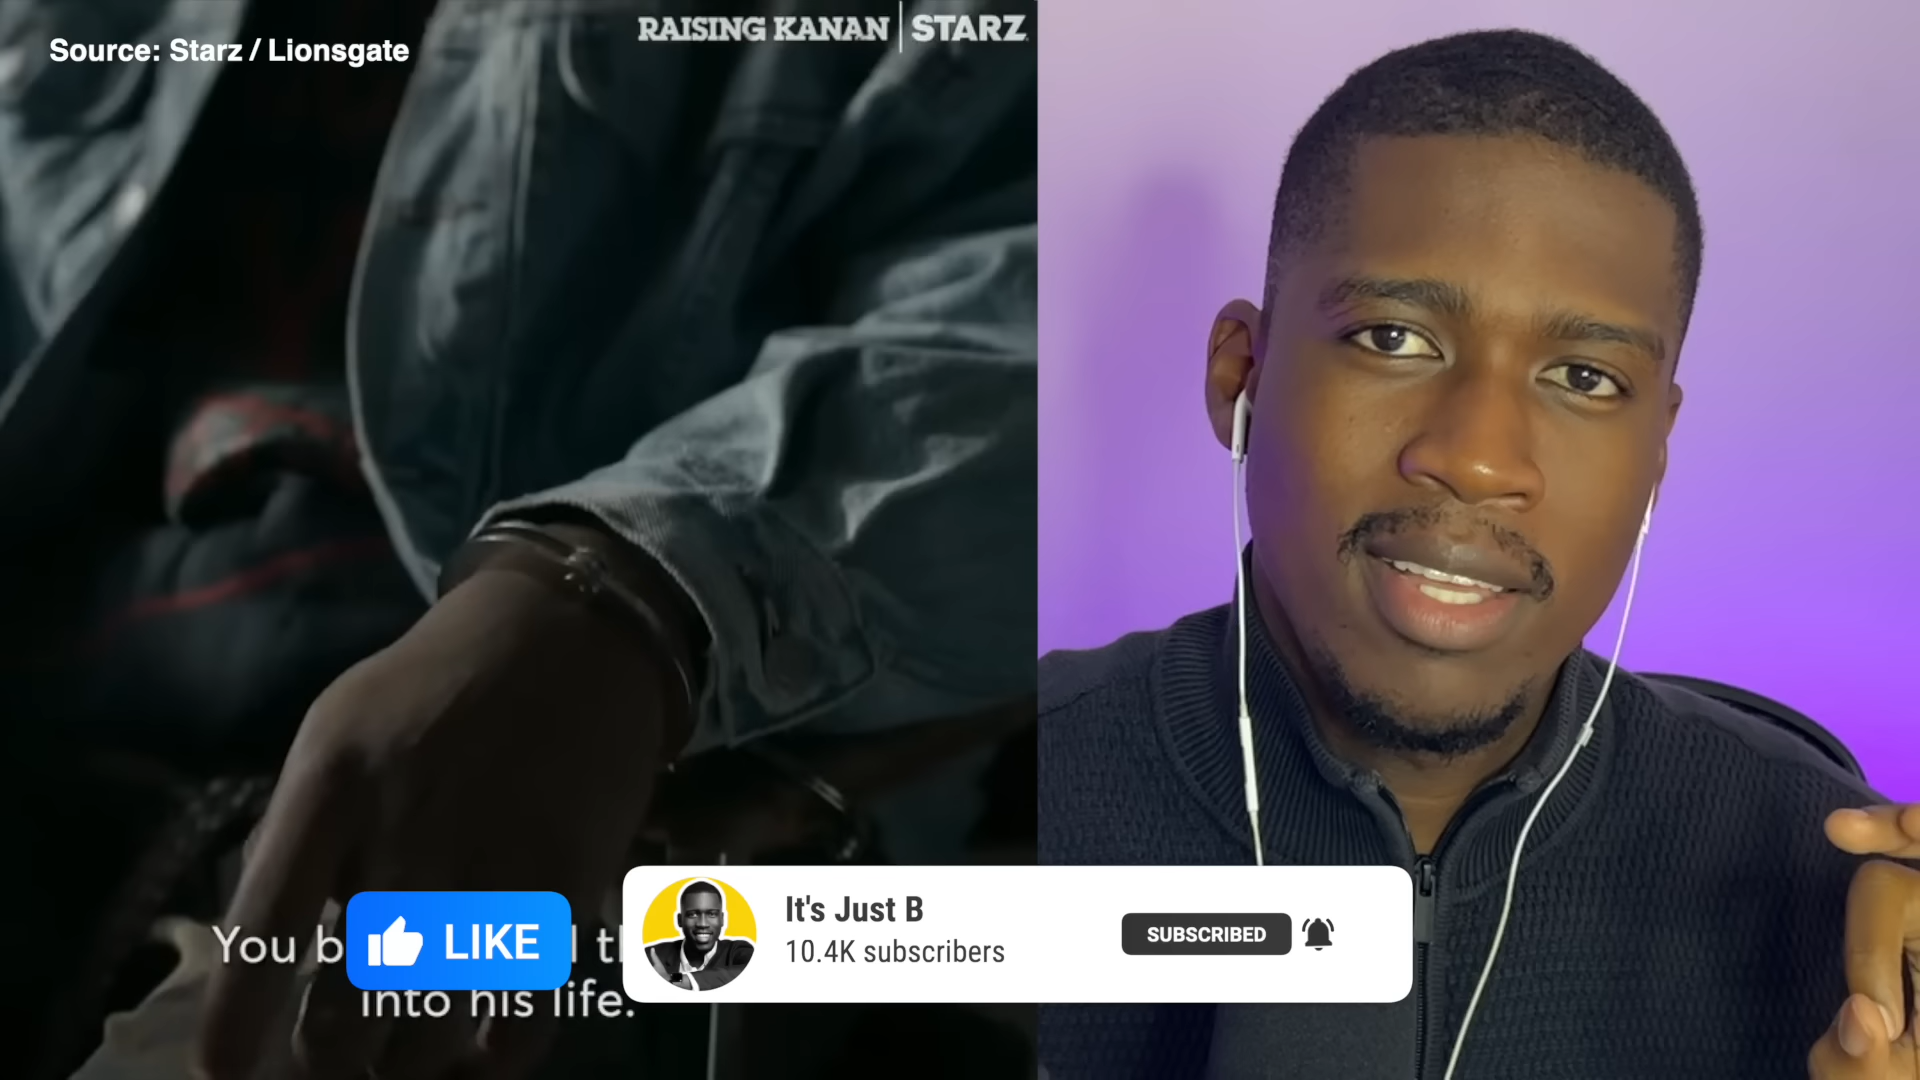 Source: Starz / Lionsgate
RAISING KANAN | STARZ
You b
LIKE
into his life.
It's Just B
10.4K subscribers
SUBSCRIBED